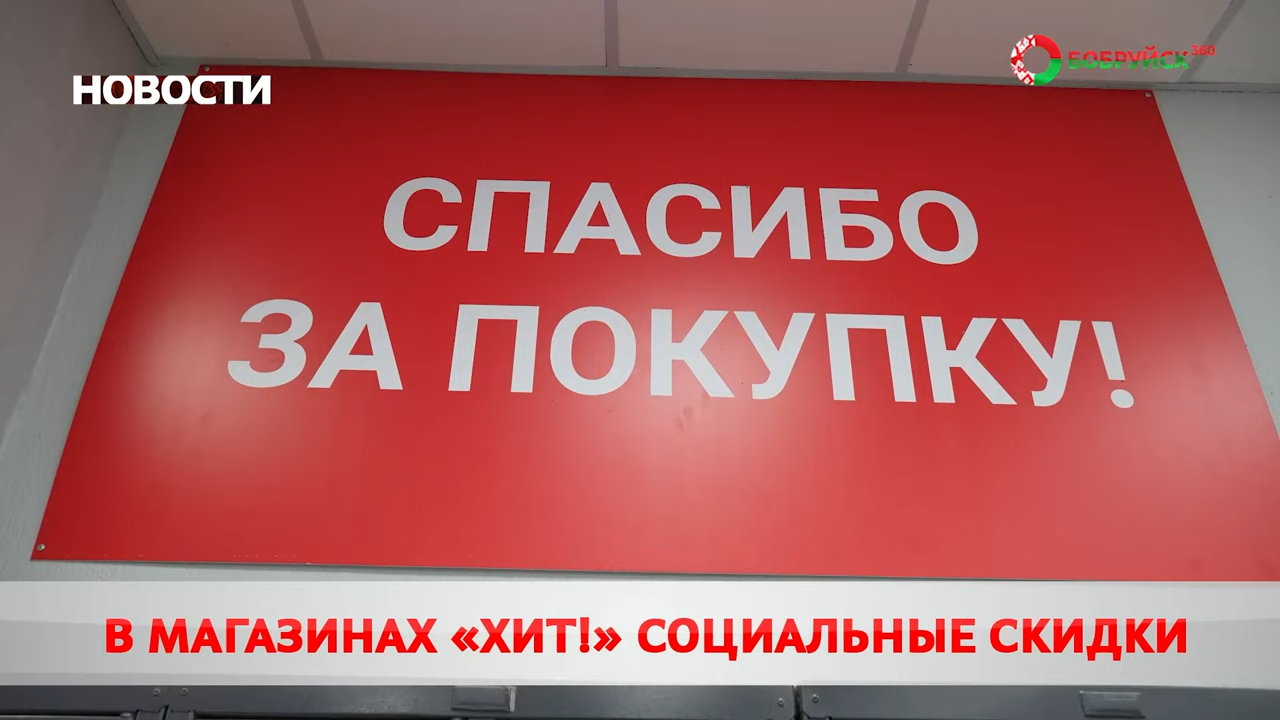 НОВОСТИ
БОБРУЙСК 360
СПАСИБО
ЗА ПОКУПКУ!
В МАГАЗИНАХ «ХИТ!» СОЦИАЛЬНЫЕ СКИДКИ